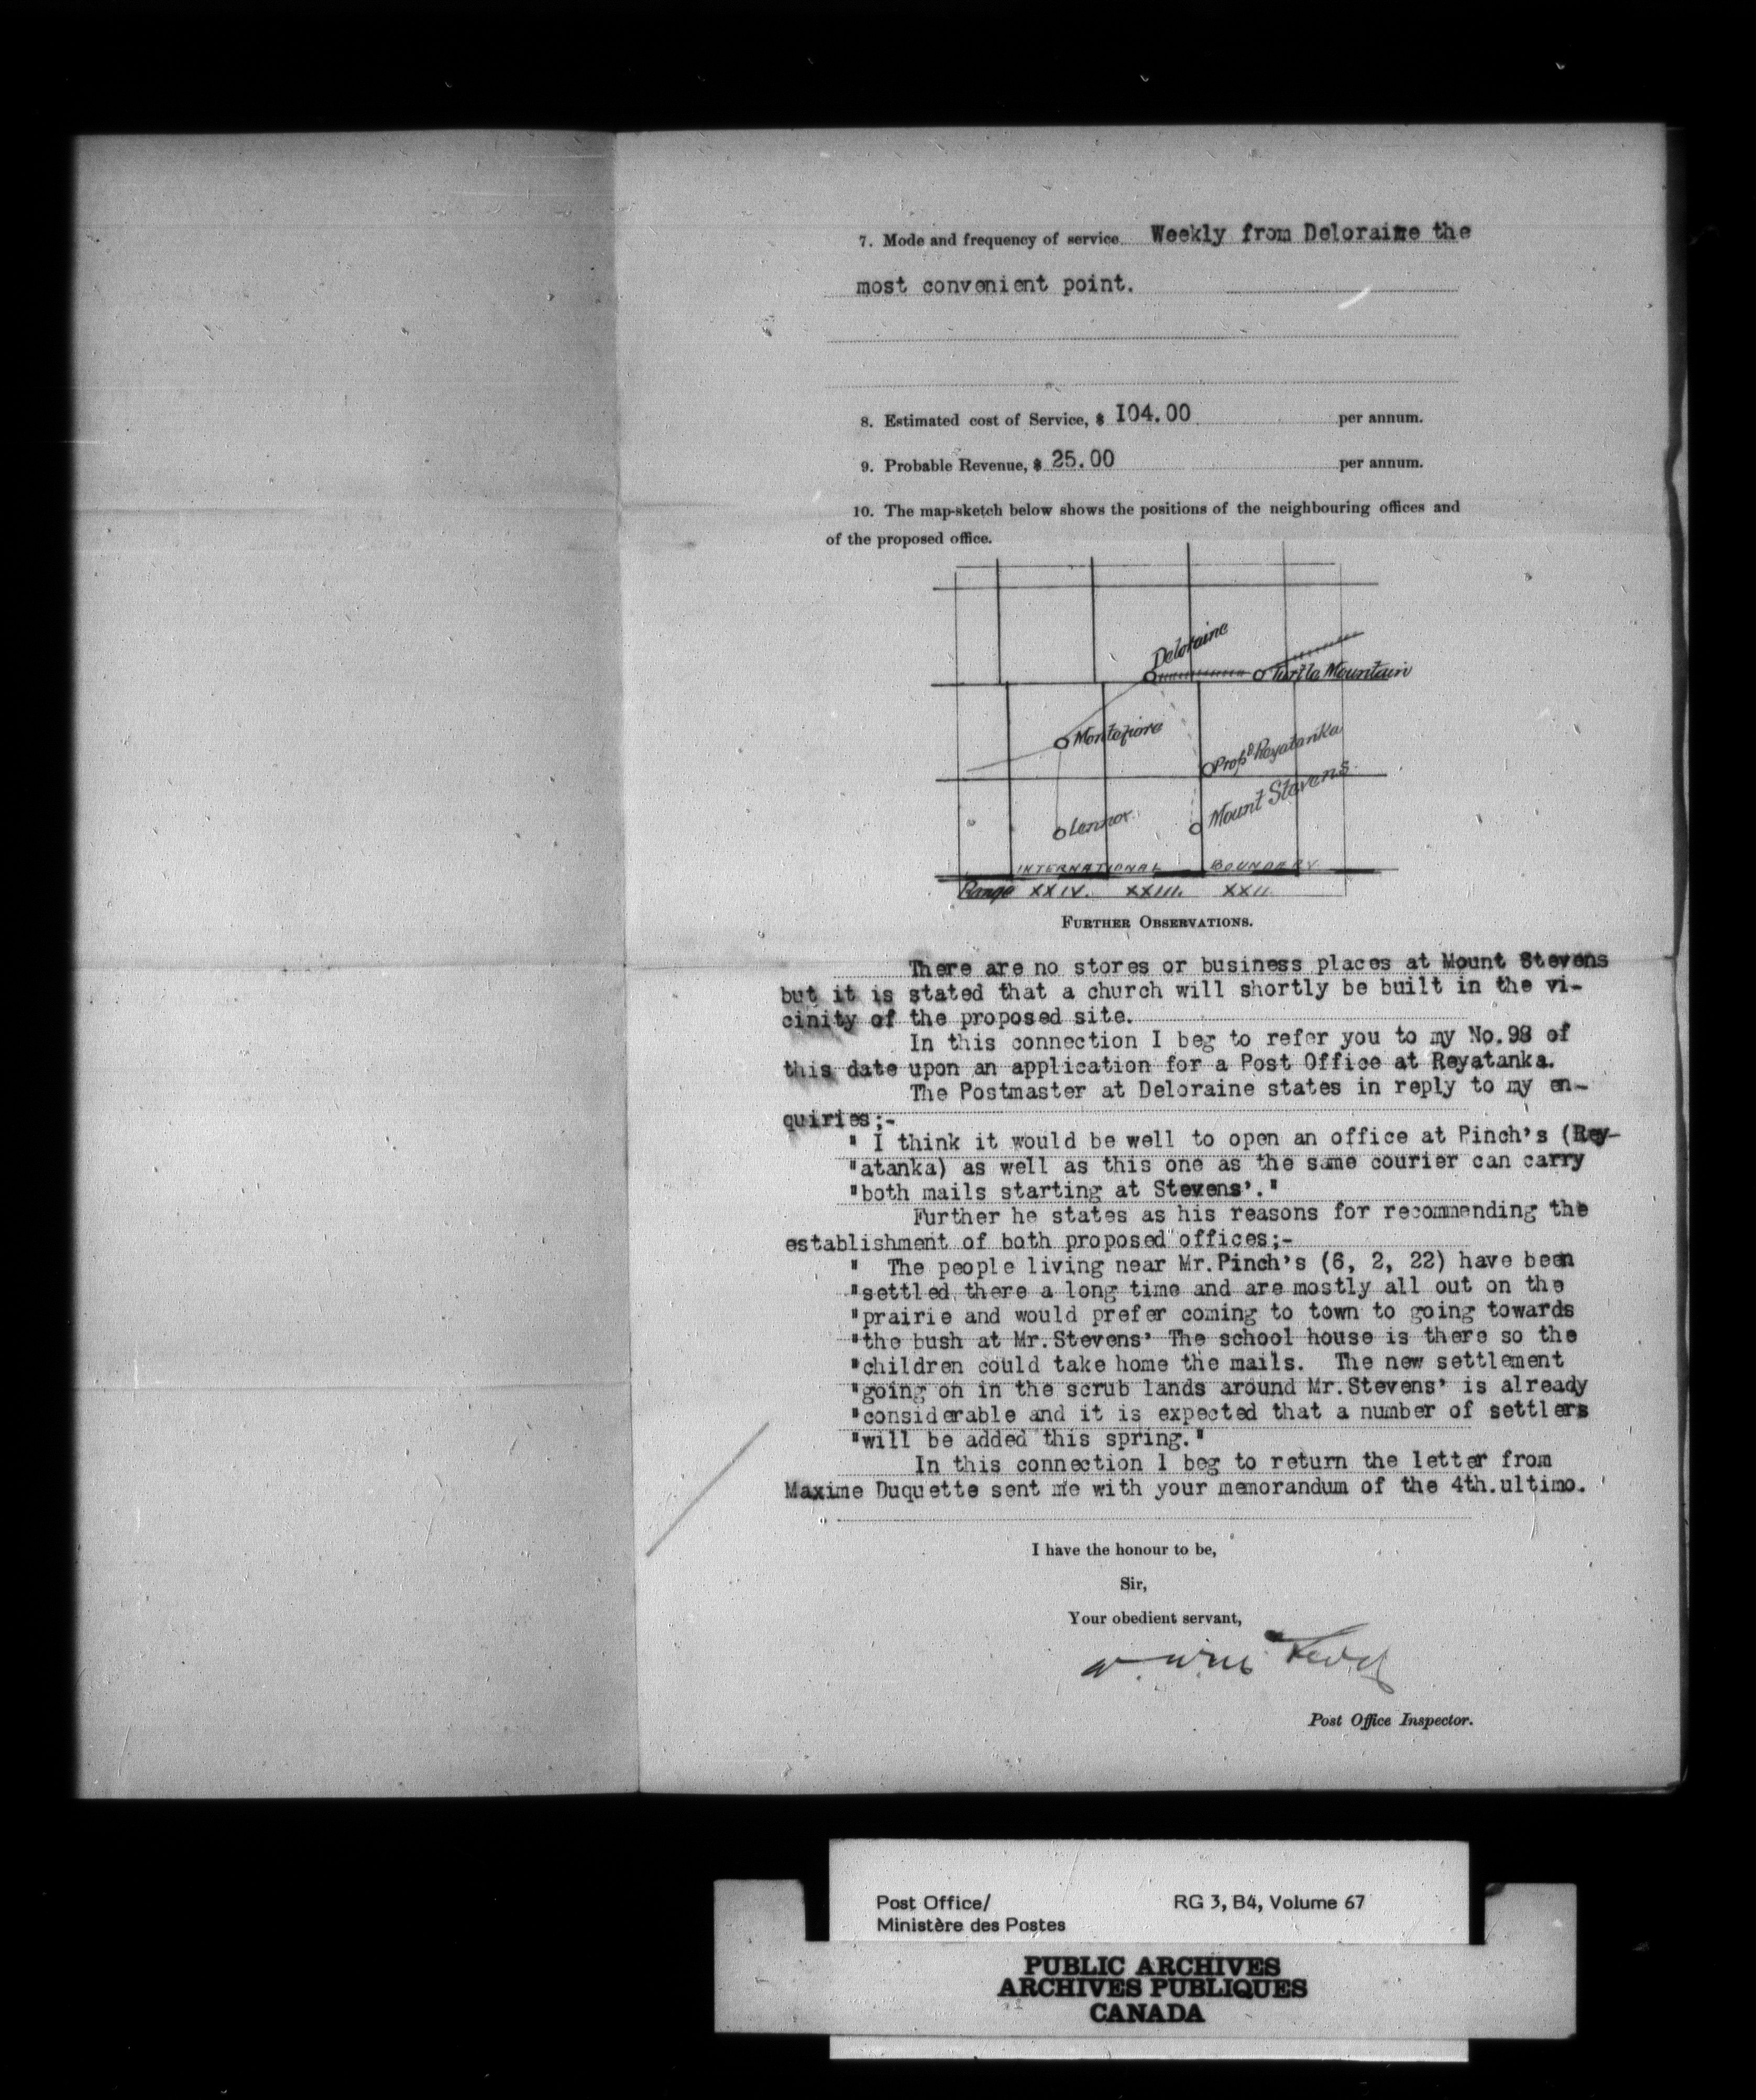 7. Mode and frequency of service Weekly from Deloraine the
most convenient point.
8. Estimated cost of Service, $ I04.00 per annum.
9. Probable Revenue, $ 25.00 per annum.
10. The map-sketch below shows the positions of the neighbouring offices and
of the proposed office.
Deloraine
Turtle Mountain
Montefiore
Propd Reyatanka
Mount Stevens
Lennox
INTERNATIONAL BOUNDARY
Range XXIV. XXIII. XXII
FURTHER OBSERVATIONS.
There are no stores or business places at Mount Stevens
but it is stated that a church will shortly be built in the vi-
cinity of the proposed site.
In this connection I beg to refer you to my No.98 of
this date upon an application for a Post Office at Reyatanka.
The Postmaster at Deloraine states in reply to my en-
quiries;-
" I think it would be well to open an office at Pinch's (Rey-
"atanka) as well as this one as the same courier can carry
"both mails starting at Stevens'."
Further he states as his reasons for recommending the
establishment of both proposed offices;-
" The people living near Mr.Pinch's (6, 2, 22) have been
"settled there a long time and are mostly all out on the
"prairie and would prefer coming to town to going towards
"the bush at Mr.Stevens' The school house is there so the
"children could take home the mails. The new settlement
"going on in the scrub lands around Mr.Stevens' is already
"considerable and it is expected that a number of settlers
"will be added this spring."
In this connection I beg to return the letter from
Maxime Duquette sent me with your memorandum of the 4th.ultimo.
I have the honour to be,
Sir,
Your obedient servant,
Post Office Inspector.
Post Office/ RG 3, B4, Volume 67
Ministère des Postes
PUBLIC ARCHIVES
ARCHIVES PUBLIQUES
CANADA